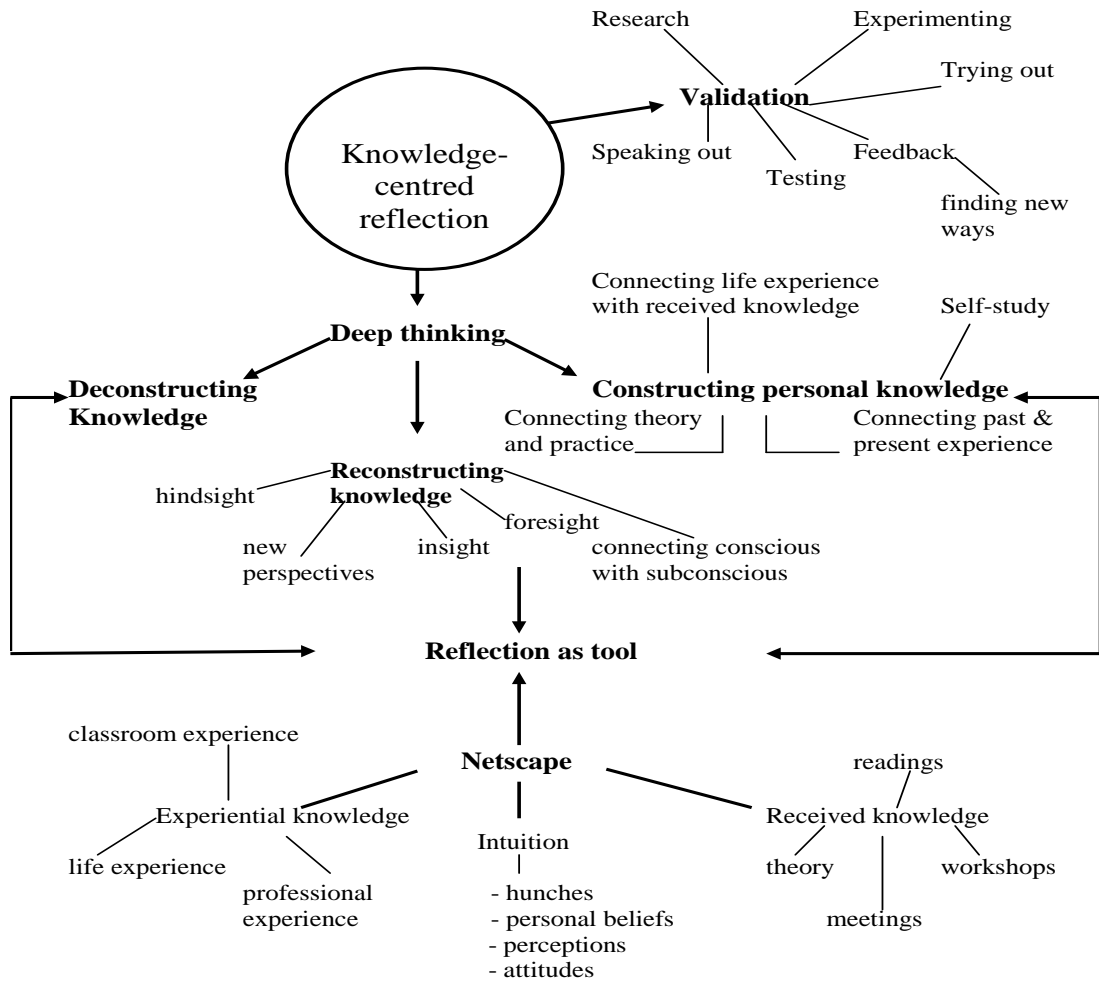 Research
Experimenting
Trying out
Validation
Speaking out
Testing
Feedback
finding new
ways
Knowledge-
centred
reflection
Deep thinking
Connecting life experience
with received knowledge
Self-study
Deconstructing
Knowledge
Constructing personal knowledge
Connecting theory
and practice
Connecting past &
present experience
Reconstructing
knowledge
hindsight
new
perspectives
insight
foresight
connecting conscious
with subconscious
Reflection as tool
Netscape
classroom experience
Experiential knowledge
life experience
professional
experience
Intuition
- hunches
- personal beliefs
- perceptions
- attitudes
readings
Received knowledge
theory
workshops
meetings